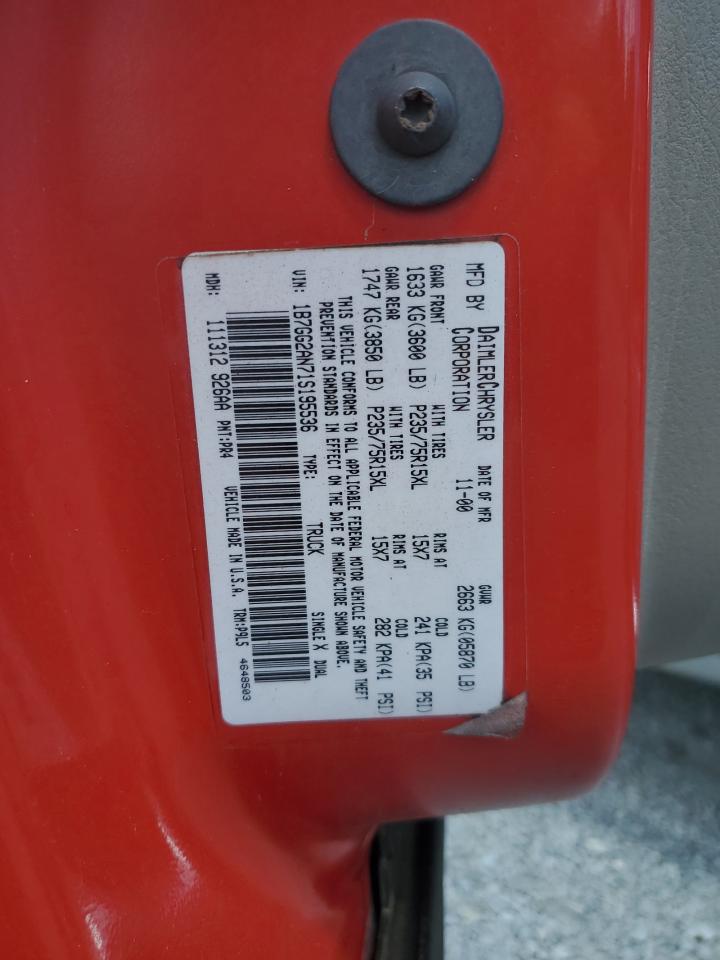 MFD BY DAIMLERCHRYSLER CORPORATION
DATE OF MFR 11-00
GVWR 2663 KG(05870 LB)
GAWR FRONT WITH TIRES RIMS AT COLD
1633 KG(3600 LB) P235/75R15XL 15X7 241 KPA(35 PSI)
GAWR REAR WITH TIRES RIMS AT COLD
1747 KG(3850 LB) P235/75R15XL 15X7 282 KPA(41 PSI)
THIS VEHICLE CONFORMS TO ALL APPLICABLE FEDERAL MOTOR VEHICLE SAFETY AND THEFT
PREVENTION STANDARDS IN EFFECT ON THE DATE OF MANUFACTURE SHOWN ABOVE.
VIN: 1B7GG2AN71S195536 TYPE: TRUCK SINGLE X DUAL
MDH: 111312 926AA PNT:PR4 VEHICLE MADE IN U.S.A. TRM:P9L5 4648503